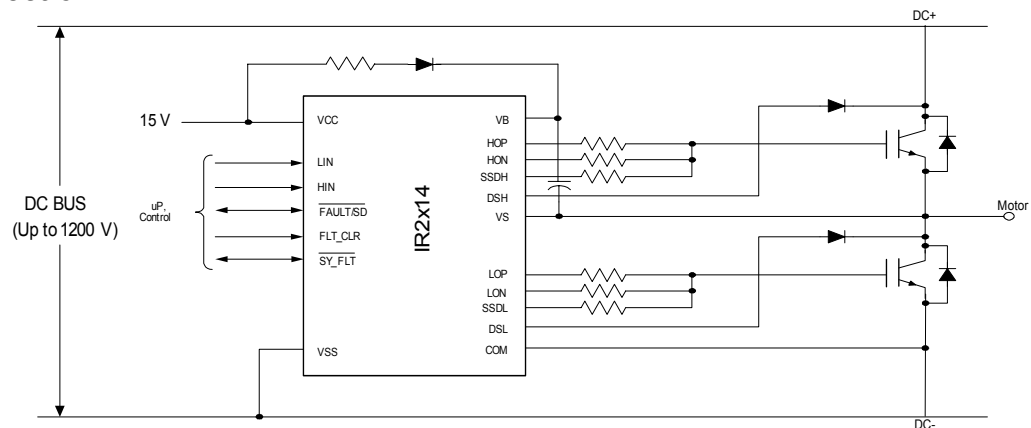 DC+
15 V
VCC
VB
HOP
HON
SSDH
DSH
VS
LIN
HIN
FAULT/SD
FLT_CLR
SY_FLT
uP,
Control
IR2x14
DC BUS
(Up to 1200 V)
Motor
LOP
LON
SSDL
DSL
COM
VSS
DC-